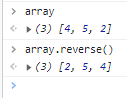 array
(3) [4, 5, 2]
array.reverse()
(3) [2, 5, 4]